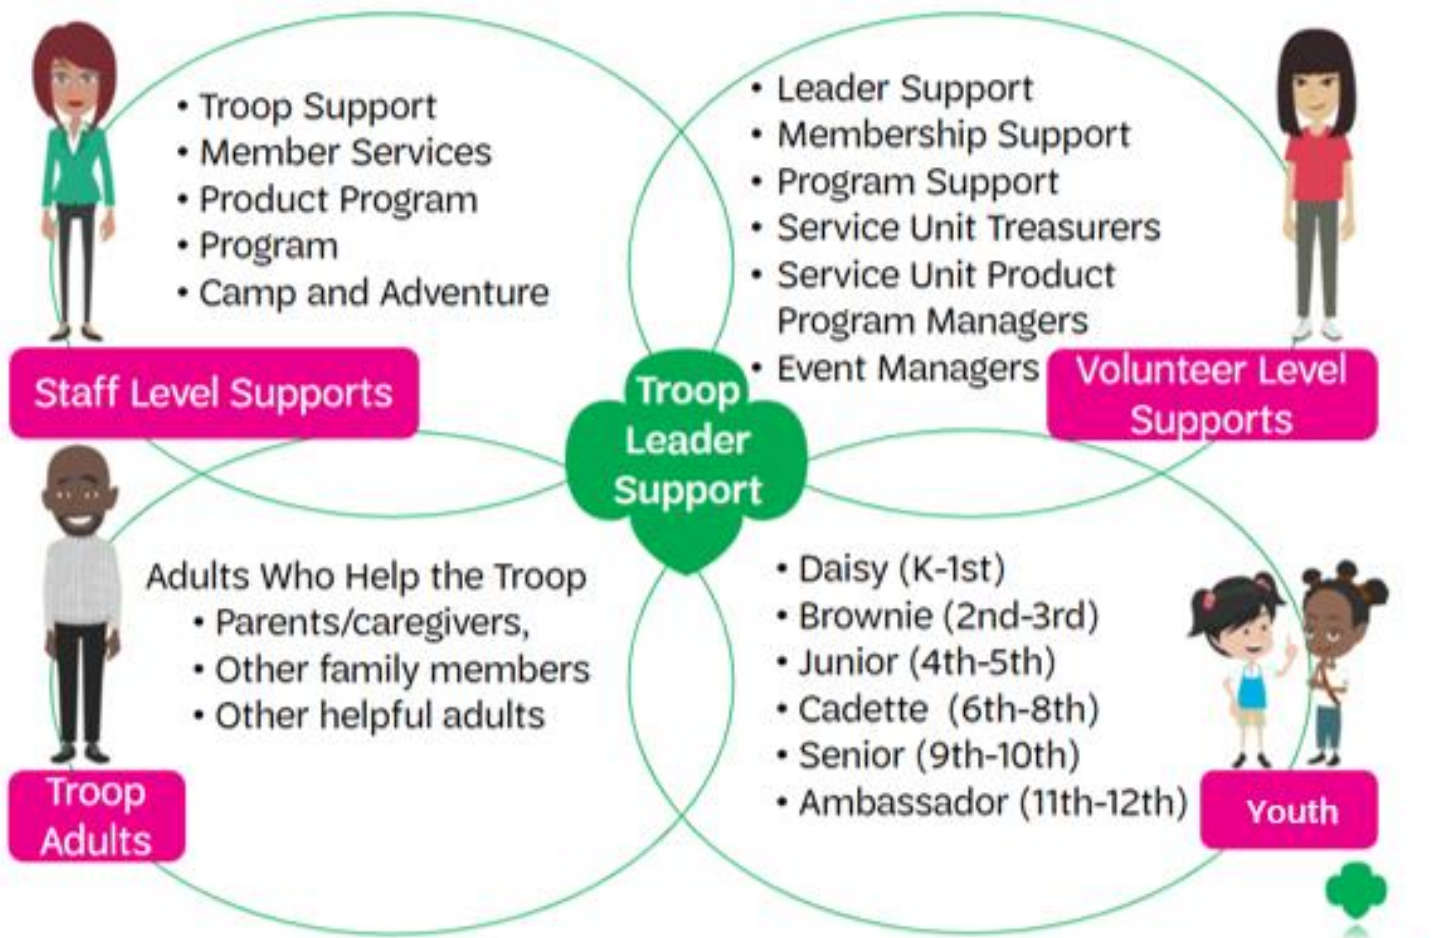 • Troop Support
• Member Services
• Product Program
• Program
• Camp and Adventure
Staff Level Supports
• Leader Support
• Membership Support
• Program Support
• Service Unit Treasurers
• Service Unit Product
Program Managers
• Event Managers
Volunteer Level
Supports
Troop
Leader
Support
Adults Who Help the Troop
• Parents/caregivers,
• Other family members
• Other helpful adults
Troop
Adults
• Daisy (K-1st)
• Brownie (2nd-3rd)
• Junior (4th-5th)
• Cadette (6th-8th)
• Senior (9th-10th)
• Ambassador (11th-12th)
Youth